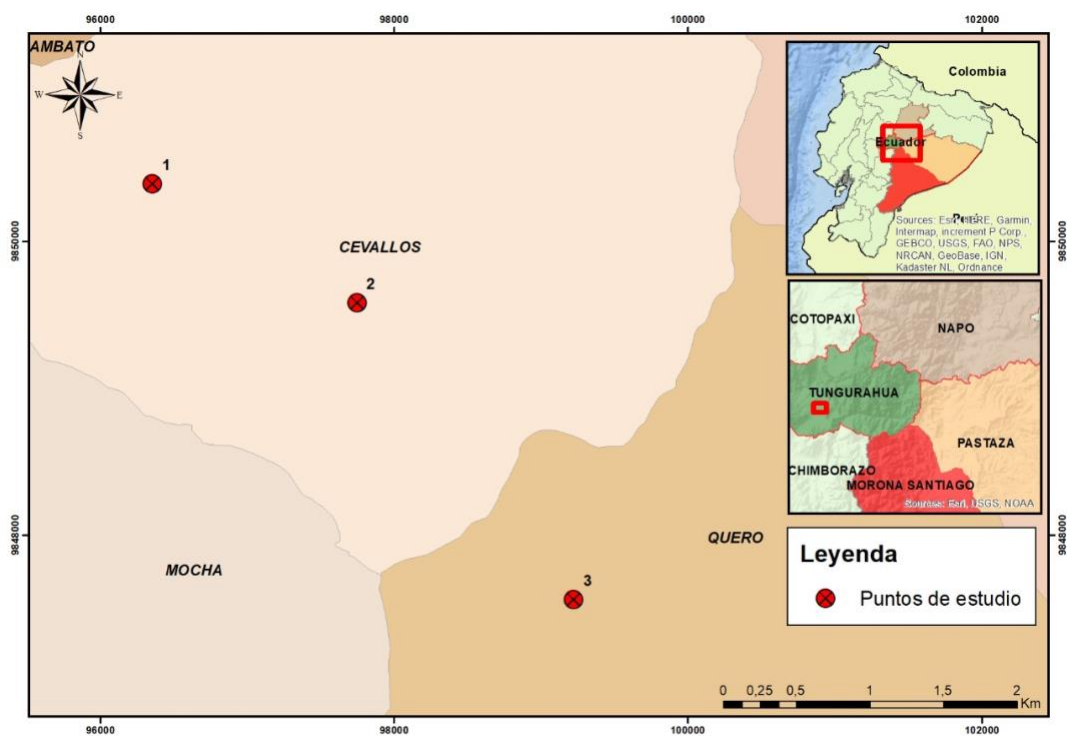 96000
98000
100000
102000
AMBATO
N
W
E
S
1
CEVALLOS
2
9850000
9850000
9848000
9848000
MOCHA
QUERO
3
Colombia
Ecuador
Sources: Esri, HERE, Garmin,
Intermap, increment P Corp.,
GEBCO, USGS, FAO, NPS,
NRCAN, GeoBase, IGN,
Kadaster NL, Ordnance
COTOPAXI
NAPO
TUNGURAHUA
PASTAZA
CHIMBORAZO
MORONA SANTIAGO
Sources: Esri, USGS, NOAA
Leyenda
Puntos de estudio
0 0,25 0,5 1 1,5 2
Km
96000
98000
100000
102000